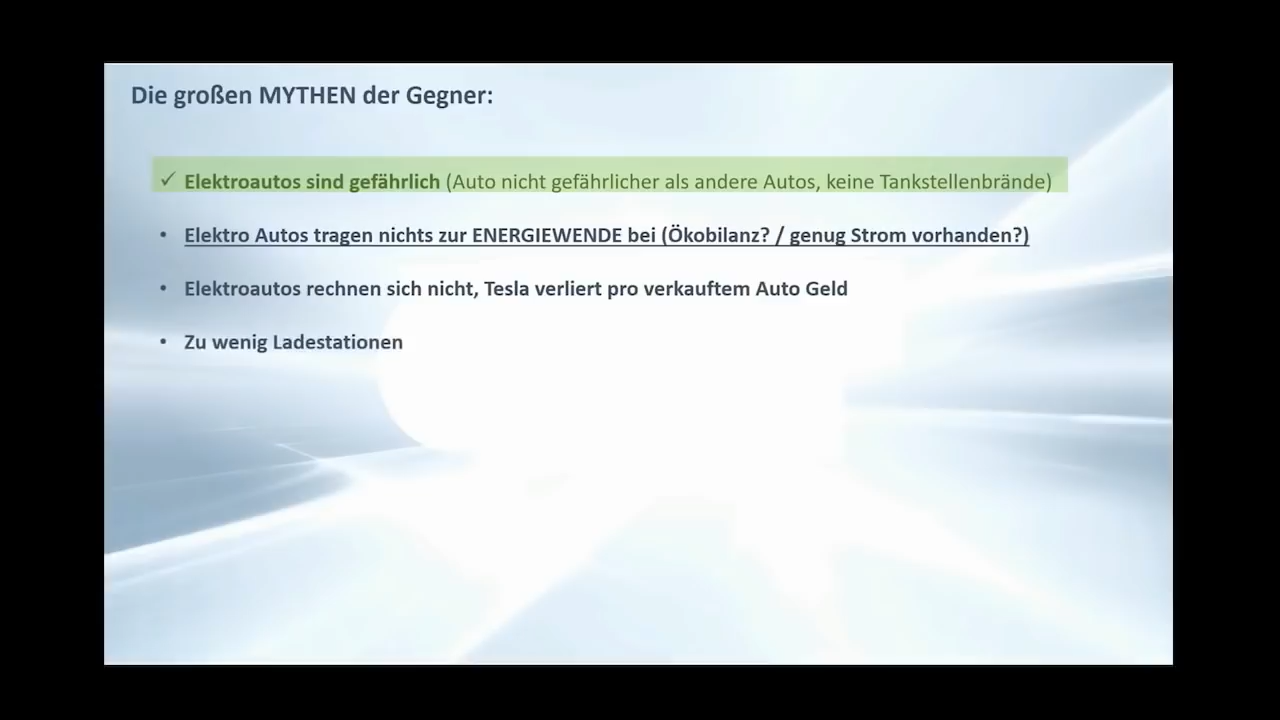 Die großen MYTHEN der Gegner:
✓ Elektroautos sind gefährlich (Auto nicht gefährlicher als andere Autos, keine Tankstellenbrände)
• Elektro Autos tragen nichts zur ENERGIEWENDE bei (Ökobilanz? / genug Strom vorhanden?)
• Elektroautos rechnen sich nicht, Tesla verliert pro verkauftem Auto Geld
• Zu wenig Ladestationen